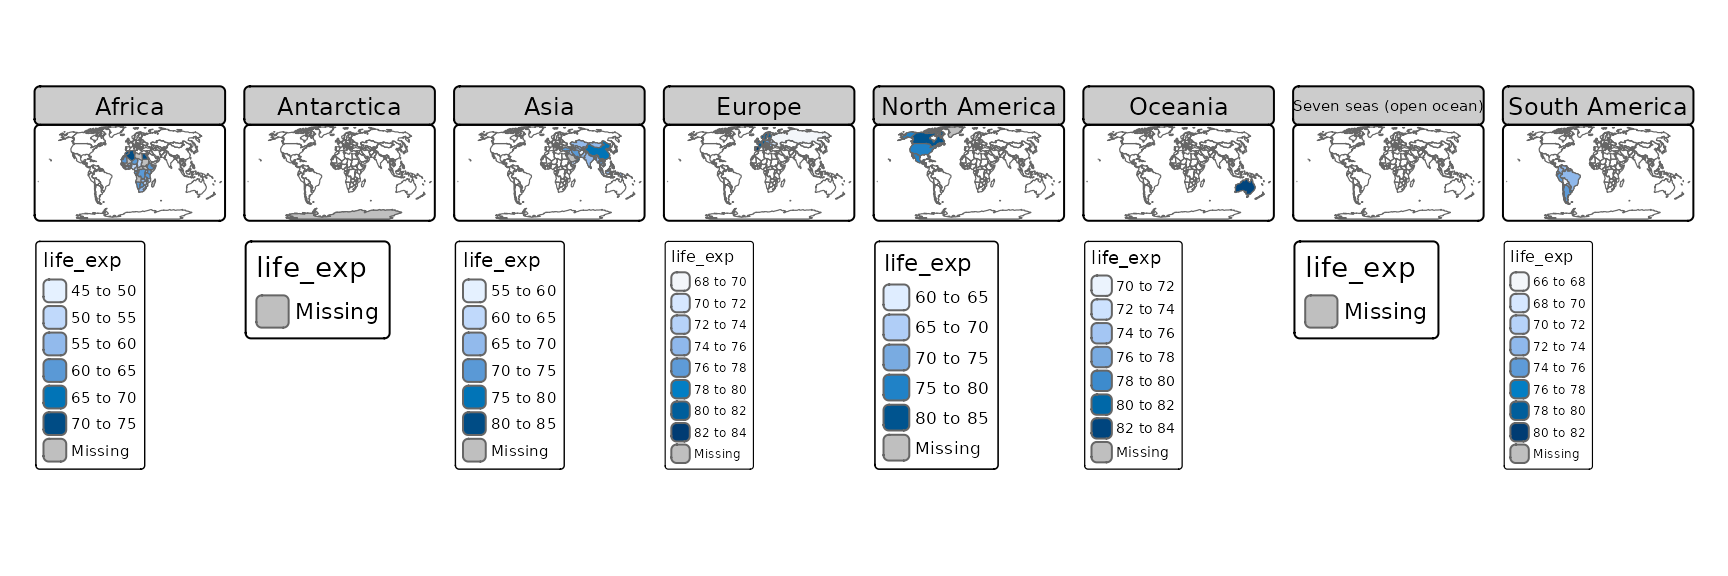 Africa
Antarctica
Asia
Europe
North America
Oceania
Seven seas (open ocean)
South America
life_exp
45 to 50
50 to 55
55 to 60
60 to 65
65 to 70
70 to 75
Missing
life_exp
Missing
life_exp
55 to 60
60 to 65
65 to 70
70 to 75
75 to 80
80 to 85
Missing
life_exp
68 to 70
70 to 72
72 to 74
74 to 76
76 to 78
78 to 80
80 to 82
82 to 84
Missing
life_exp
60 to 65
65 to 70
70 to 75
75 to 80
80 to 85
Missing
life_exp
70 to 72
72 to 74
74 to 76
76 to 78
78 to 80
80 to 82
82 to 84
Missing
life_exp
Missing
life_exp
66 to 68
68 to 70
70 to 72
72 to 74
74 to 76
76 to 78
78 to 80
80 to 82
Missing